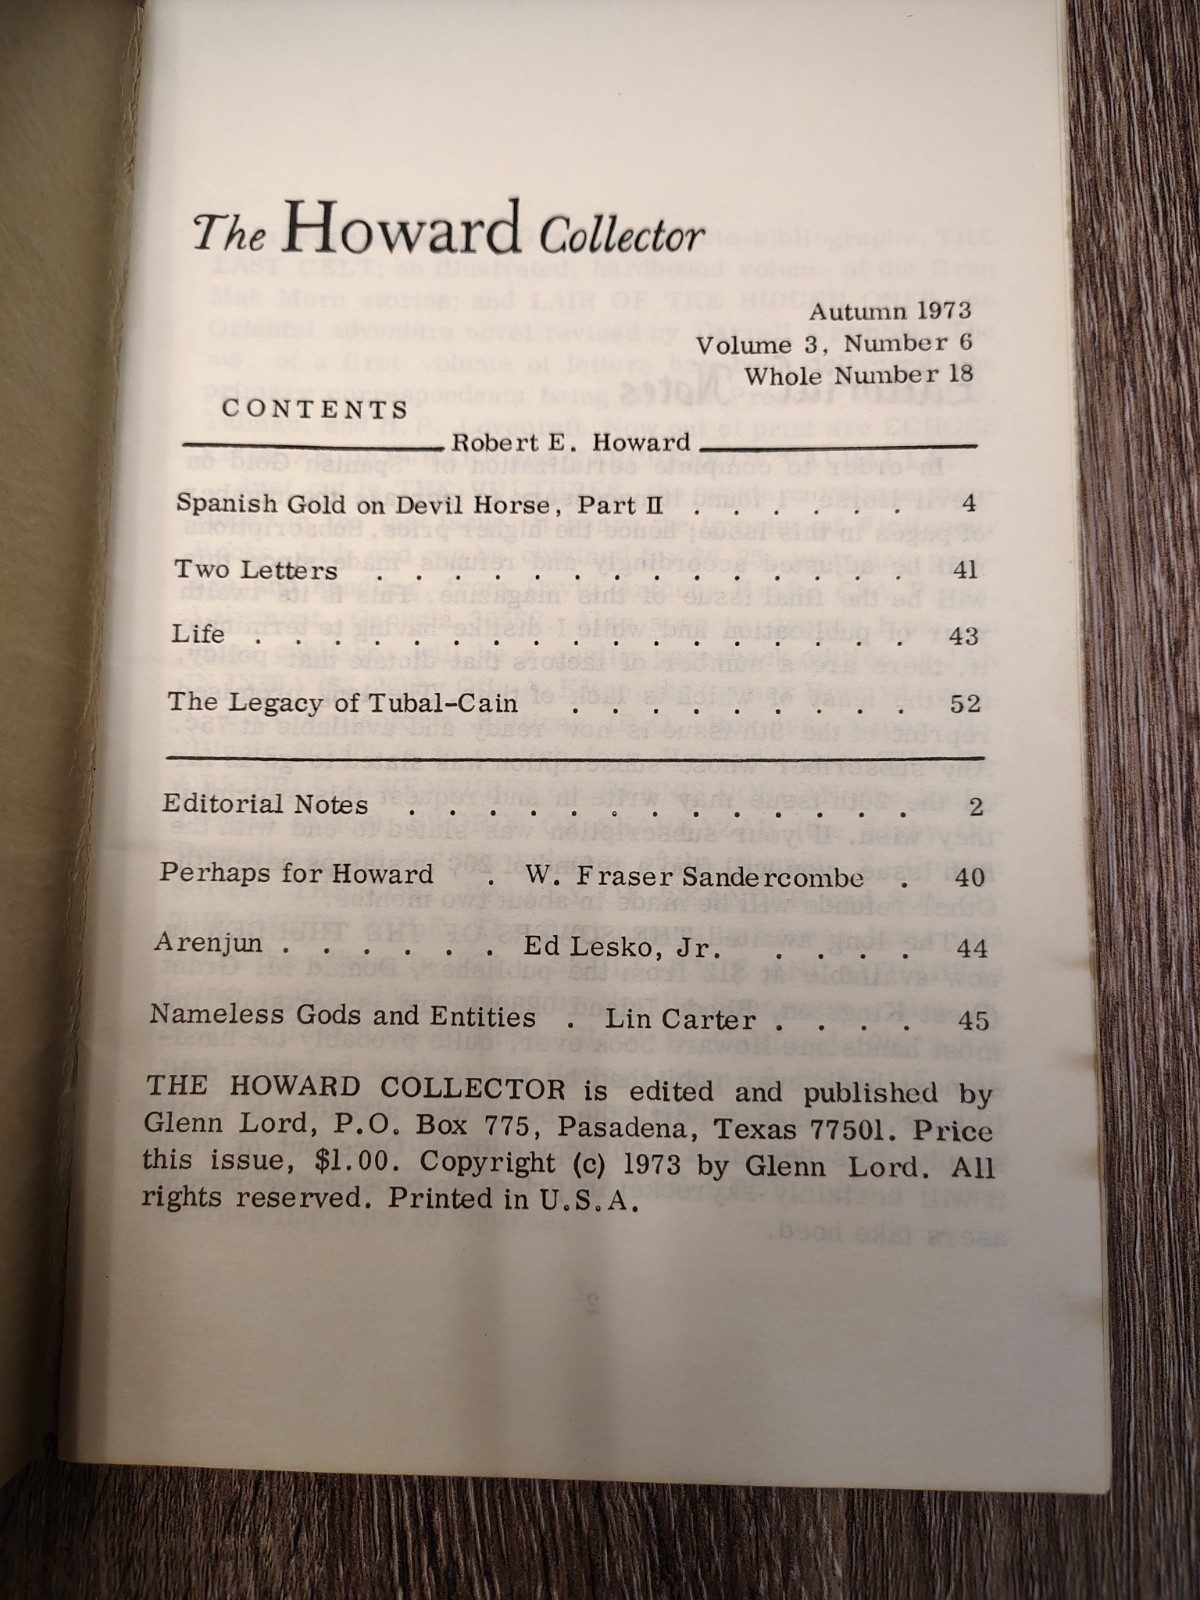 The Howard Collector
Autumn 1973
Volume 3, Number 6
Whole Number 18
CONTENTS
Robert E. Howard
Spanish Gold on Devil Horse, Part II . . . . . . 4
Two Letters . . . . . . . . . . . . . . 41
Life . . . . . . . . . . . . . . . . . 43
The Legacy of Tubal-Cain . . . . . . . . . 52
Editorial Notes . . . . . . . . . . . . . 2
Perhaps for Howard . W. Fraser Sandercombe . 40
Arenjun . . . . . . Ed Lesko, Jr. . . . . 44
Nameless Gods and Entities . Lin Carter . . . . 45
THE HOWARD COLLECTOR is edited and published by
Glenn Lord, P.O. Box 775, Pasadena, Texas 77501. Price
this issue, $1.00. Copyright (c) 1973 by Glenn Lord. All
rights reserved. Printed in U.S.A.